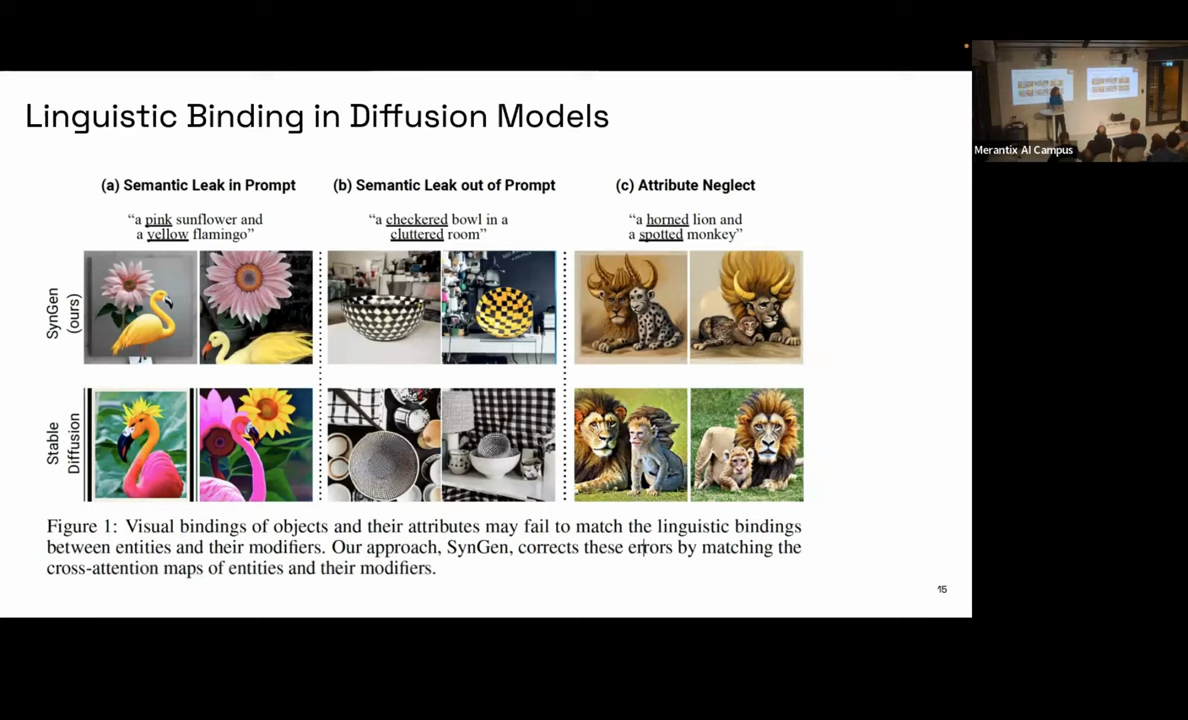 Linguistic Binding in Diffusion Models
(a) Semantic Leak in Prompt
(b) Semantic Leak out of Prompt
(c) Attribute Neglect
“a pink sunflower and
a yellow flamingo”
“a checkered bowl in a
cluttered room”
“a horned lion and
a spotted monkey”
SynGen
(ours)
Stable
Diffusion
Figure 1: Visual bindings of objects and their attributes may fail to match the linguistic bindings
between entities and their modifiers. Our approach, SynGen, corrects these errors by matching the
cross-attention maps of entities and their modifiers.
15
Merantix AI Campus